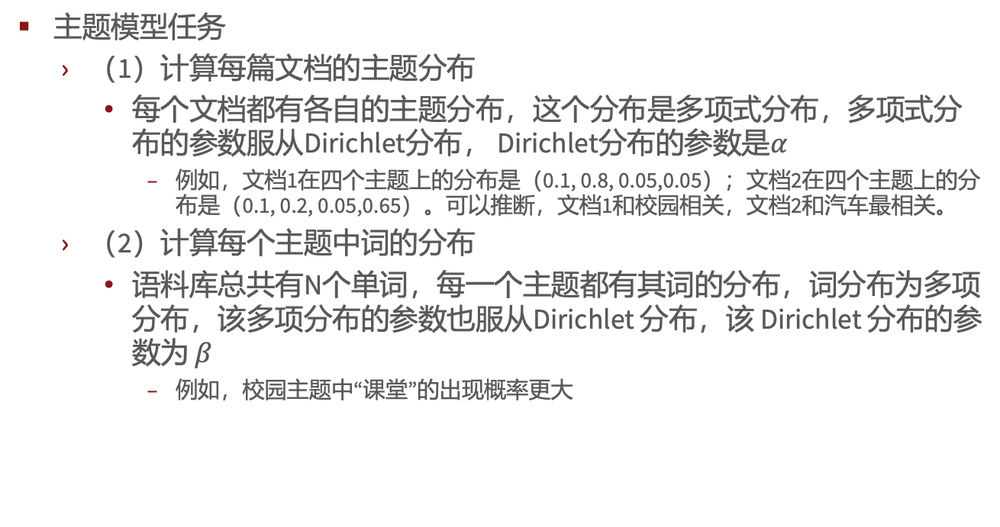 ▪ 主题模型任务
› （1）计算每篇文档的主题分布
• 每个文档都有各自的主题分布，这个分布是多项式分布，多项式分
布的参数服从Dirichlet分布， Dirichlet分布的参数是α
– 例如，文档1在四个主题上的分布是（0.1, 0.8, 0.05,0.05）；文档2在四个主题上的分
布是（0.1, 0.2, 0.05,0.65）。可以推断，文档1和校园相关，文档2和汽车最相关。
› （2）计算每个主题中词的分布
• 语料库总共有N个单词，每一个主题都有其词的分布，词分布为多项
分布，该多项分布的参数也服从Dirichlet 分布，该 Dirichlet 分布的参
数为 β
– 例如，校园主题中“课堂”的出现概率更大